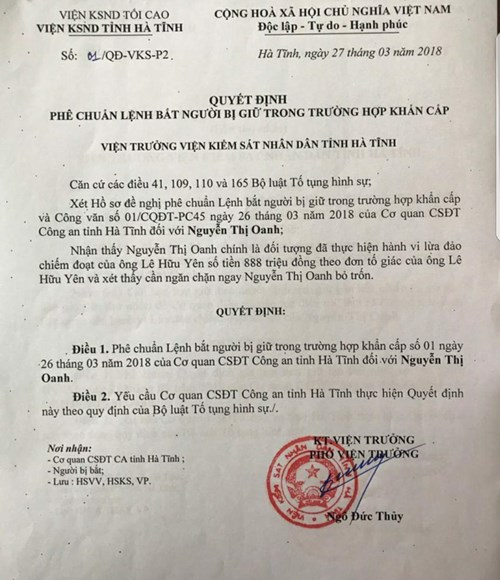 VIỆN KSND TỐI CAO
VIỆN KSND TỈNH HÀ TĨNH
Số: 01/QĐ-VKS-P2
CỘNG HOÀ XÃ HỘI CHỦ NGHĨA VIỆT NAM
Độc lập - Tự do - Hạnh phúc
Hà Tĩnh, ngày 27 tháng 03 năm 2018
QUYẾT ĐỊNH
PHÊ CHUẨN LỆNH BẮT NGƯỜI BỊ GIỮ TRONG TRƯỜNG HỢP KHẨN CẤP
VIỆN TRƯỞNG VIỆN KIỂM SÁT NHÂN DÂN TỈNH HÀ TĨNH
Căn cứ các điều 41, 109, 110 và 165 Bộ luật Tố tụng hình sự;
Xét Hồ sơ đề nghị phê chuẩn Lệnh bắt người bị giữ trong trường hợp khẩn cấp
và Công văn số 01/CQĐT-PC45 ngày 26 tháng 03 năm 2018 của Cơ quan CSĐT
Công an tỉnh Hà Tĩnh đối với Nguyễn Thị Oanh;
Nhận thấy Nguyễn Thị Oanh chính là đối tượng đã thực hiện hành vi lừa đảo
chiếm đoạt của ông Lê Hữu Yên số tiền 888 triệu đồng theo đơn tố giác của ông Lê
Hữu Yên và xét thấy cần ngăn chặn ngay Nguyễn Thị Oanh bỏ trốn.
QUYẾT ĐỊNH:
Điều 1. Phê chuẩn Lệnh bắt người bị giữ trong trường hợp khẩn cấp số 01 ngày
26 tháng 03 năm 2018 của Cơ quan CSĐT Công an tỉnh Hà Tĩnh đối với Nguyễn Thị
Oanh.
Điều 2. Yêu cầu Cơ quan CSĐT Công an tỉnh Hà Tĩnh thực hiện Quyết định
này theo quy định của Bộ luật Tố tụng hình sự./.
Nơi nhận:
- Cơ quan CSĐT CA tỉnh Hà Tĩnh ;
- Người bị bắt;
- Lưu : HSVV, HSKS, VP.
KT VIỆN TRƯỞNG
PHÓ VIỆN TRƯỞNG
Ngô Đức Thủy